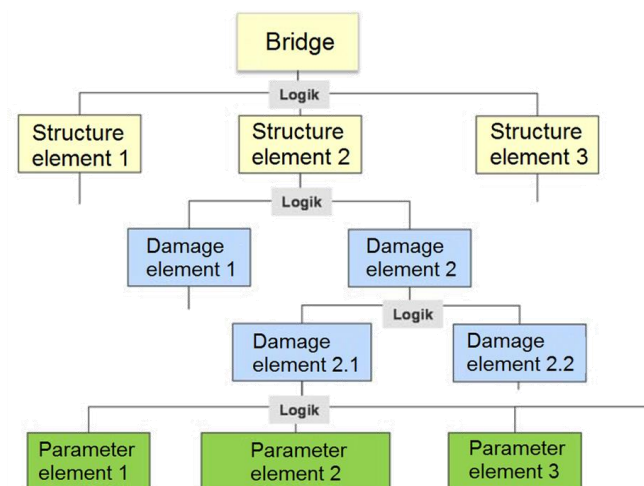 Bridge
Logik
Structure
element 1
Structure
element 2
Structure
element 3
Logik
Damage
element 1
Damage
element 2
Logik
Damage
element 2.1
Damage
element 2.2
Logik
Parameter
element 1
Parameter
element 2
Parameter
element 3